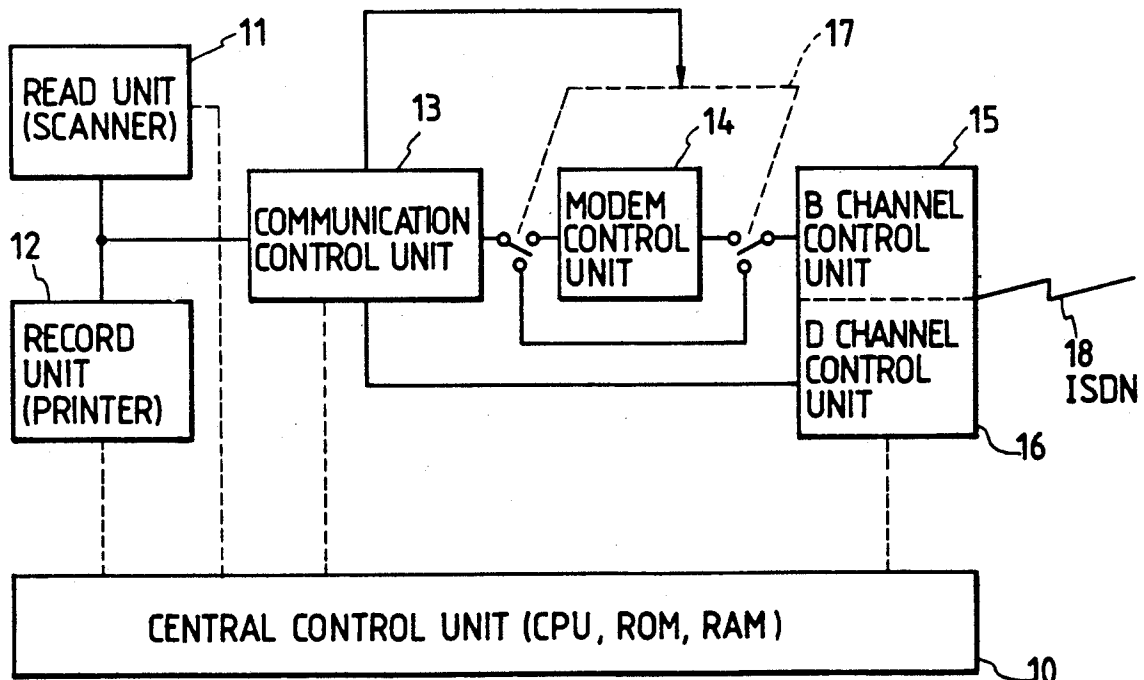 11
READ UNIT
(SCANNER)
12
RECORD
UNIT
(PRINTER)
13
COMMUNICATION
CONTROL UNIT
17
14
MODEM
CONTROL
UNIT
15
B CHANNEL
CONTROL
UNIT
D CHANNEL
CONTROL
UNIT
16
18
ISDN
CENTRAL CONTROL UNIT (CPU, ROM, RAM)
10